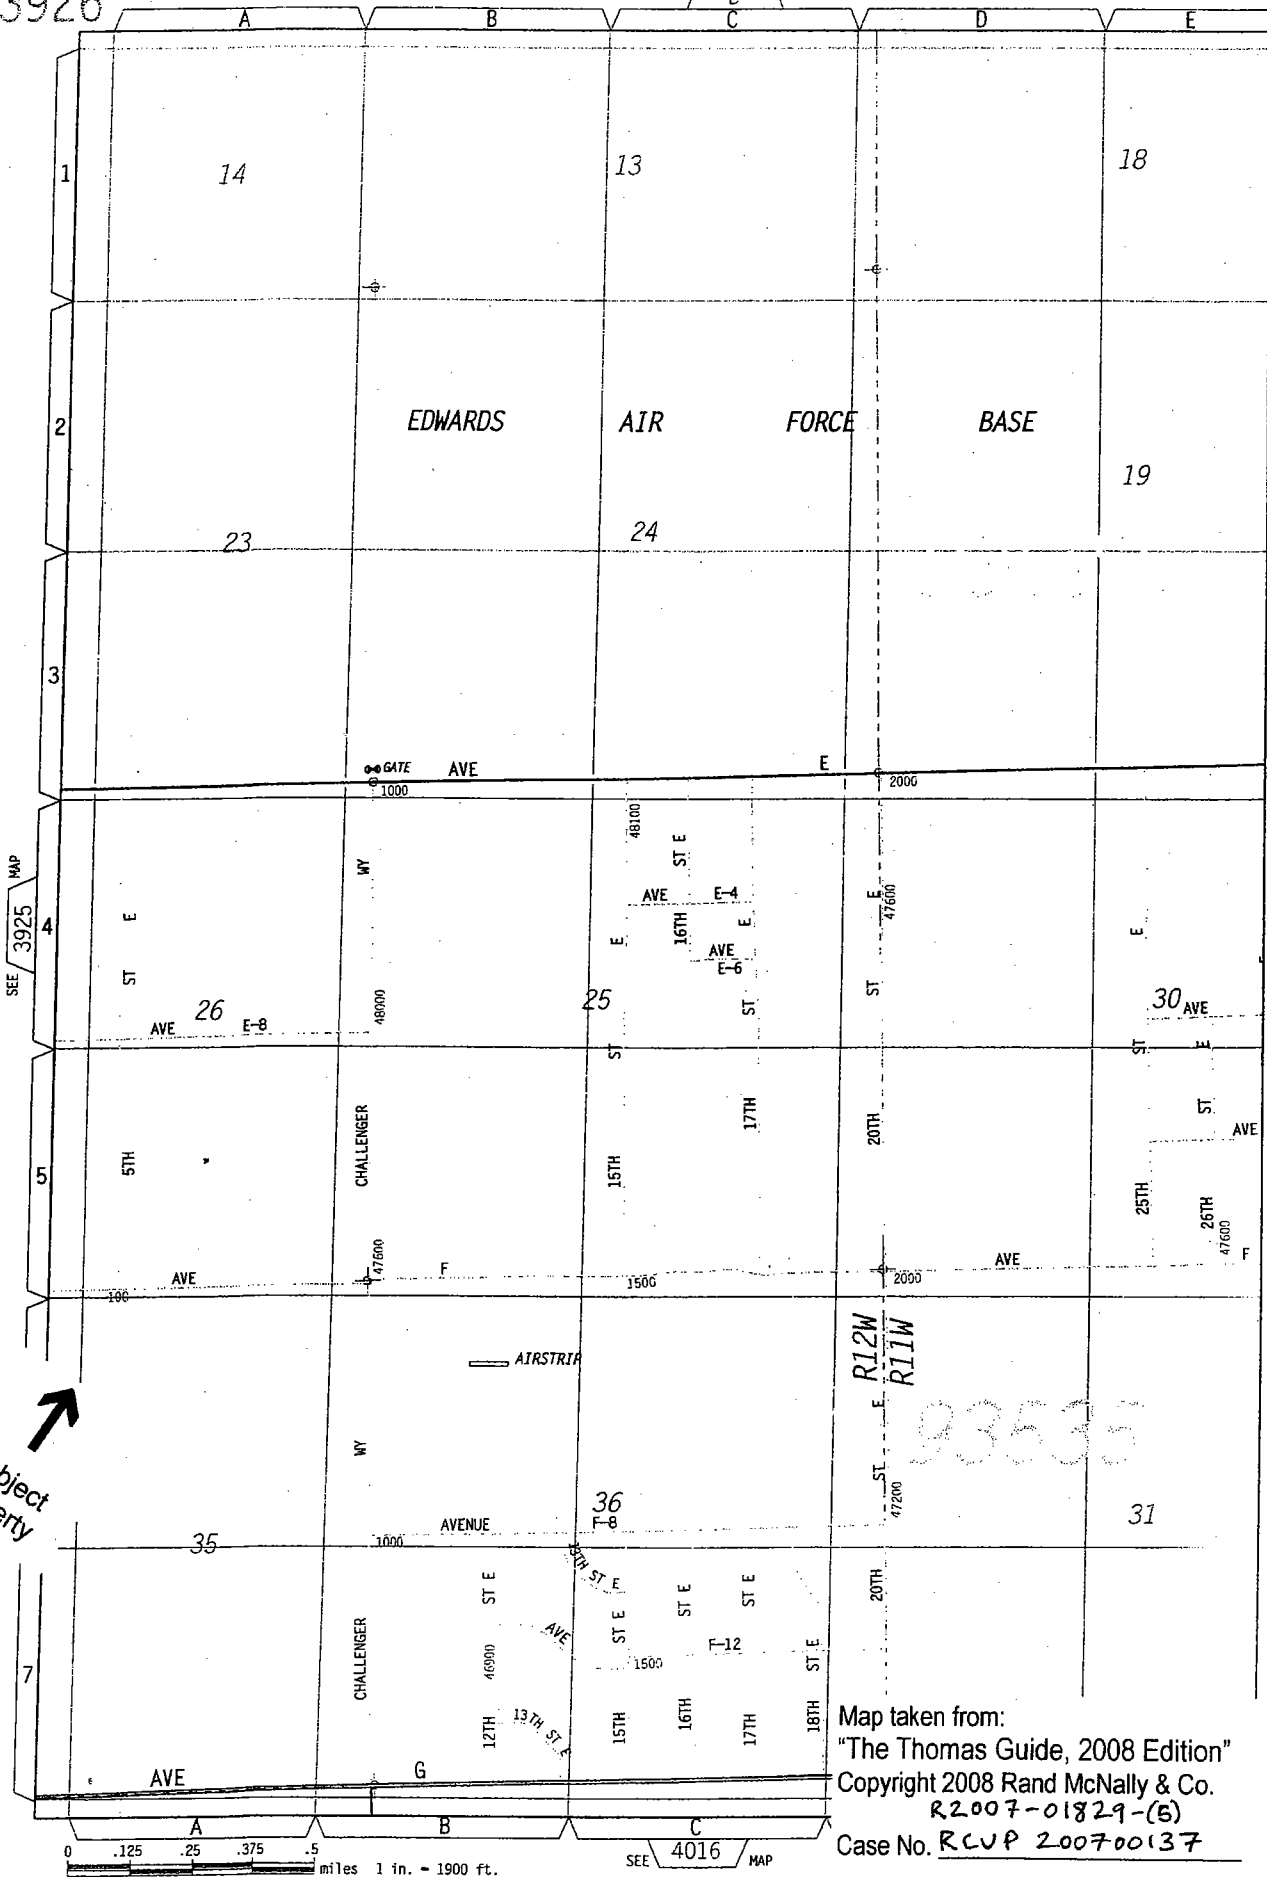 3926
A B C D E
1
14 13 18
2
EDWARDS AIR FORCE BASE
19
23 24
3
GATE AVE E
1000 2000
48100
SEE 3925 MAP
4
WY
ST E
AVE E-4
16TH
AVE
E-6
E
ST
E
ST
E
ST
E
47600
ST
E
ST
26 25 30 AVE
AVE E-8
48000
E
ST
5
5TH
CHALLENGER
15TH
17TH
20TH
25TH
26TH
AVE
47600
47600
AVE F AVE F
100 1500 2000
AIRSTRIP
R12W
R11W
E
ST
47200
93535
WY
36
31
AVENUE F-8
35 1000
13TH ST E
ST E
ST E
ST E
ST E
20TH
AVE F-12
1500
ST E
7
CHALLENGER
46900
12TH
13TH ST E
15TH
16TH
17TH
18TH
AVE G
Map taken from:
"The Thomas Guide, 2008 Edition"
Copyright 2008 Rand McNally & Co.
R2007-01829-(5)
Case No. RCUP 200700137
A B C
0 .125 .25 .375 .5
miles 1 in. = 1900 ft.
SEE 4016 MAP